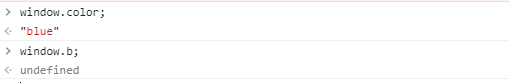 > window.color;
<· "blue"
> window.b;
<· undefined